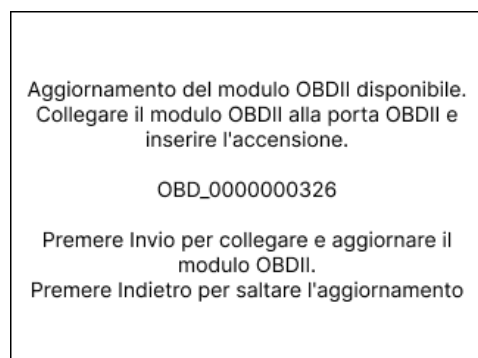 Aggiornamento del modulo OBDII disponibile.
Collegare il modulo OBDII alla porta OBDII e
inserire l'accensione.
OBD_0000000326
Premere Invio per collegare e aggiornare il
modulo OBDII.
Premere Indietro per saltare l'aggiornamento